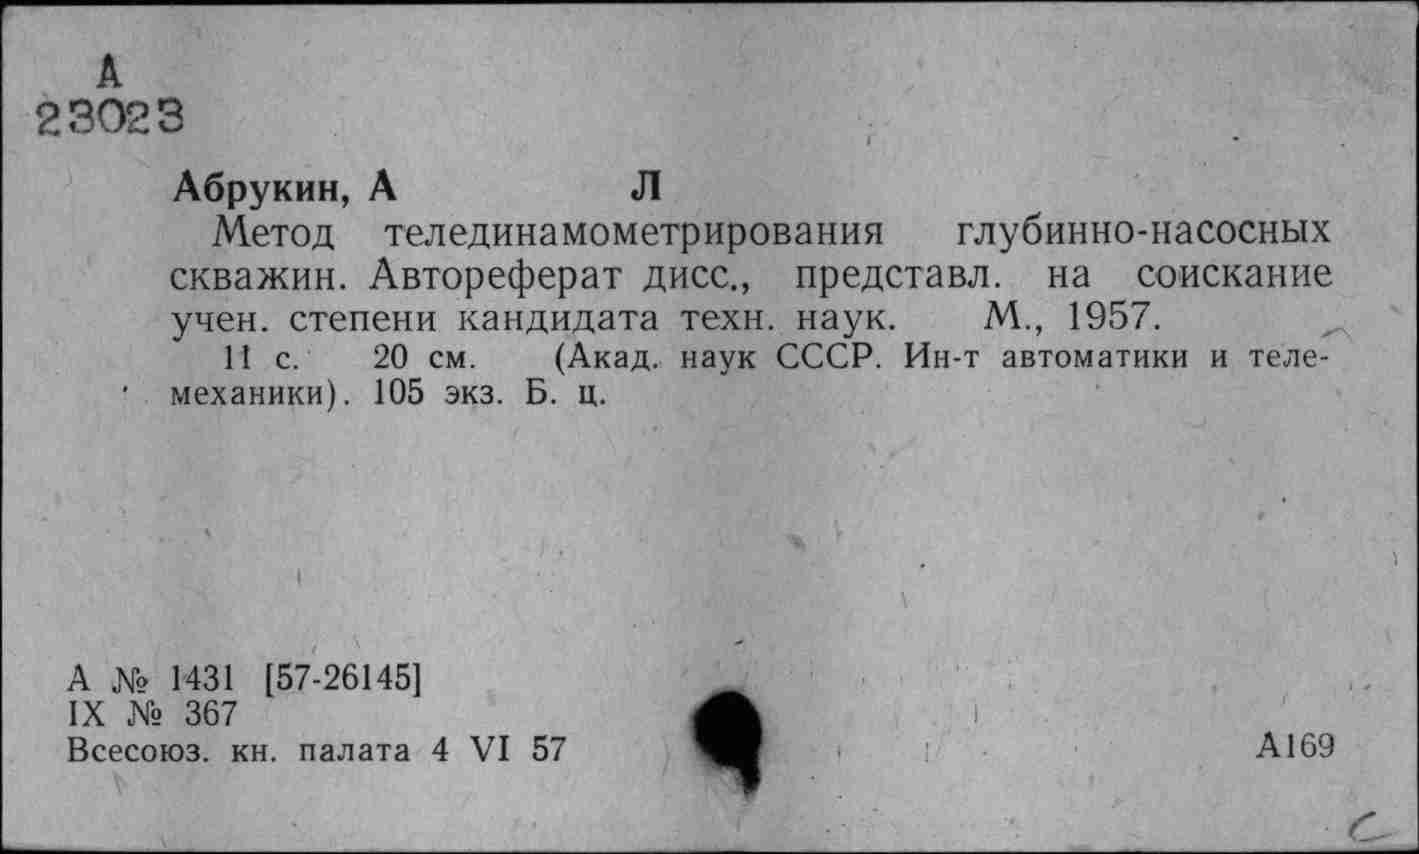 А
23023
Абрукин, А Л
Метод телединамометрирования глубинно-насосных
скважин. Автореферат дисс., представл. на соискание
учен. степени кандидата техн. наук. М., 1957.
11 с. 20 см. (Акад. наук СССР. Ин-т автоматики и теле-
механики). 105 экз. Б. ц.
А № 1431 [57-26145]
IX № 367
Всесоюз. кн. палата 4 VI 57
А169